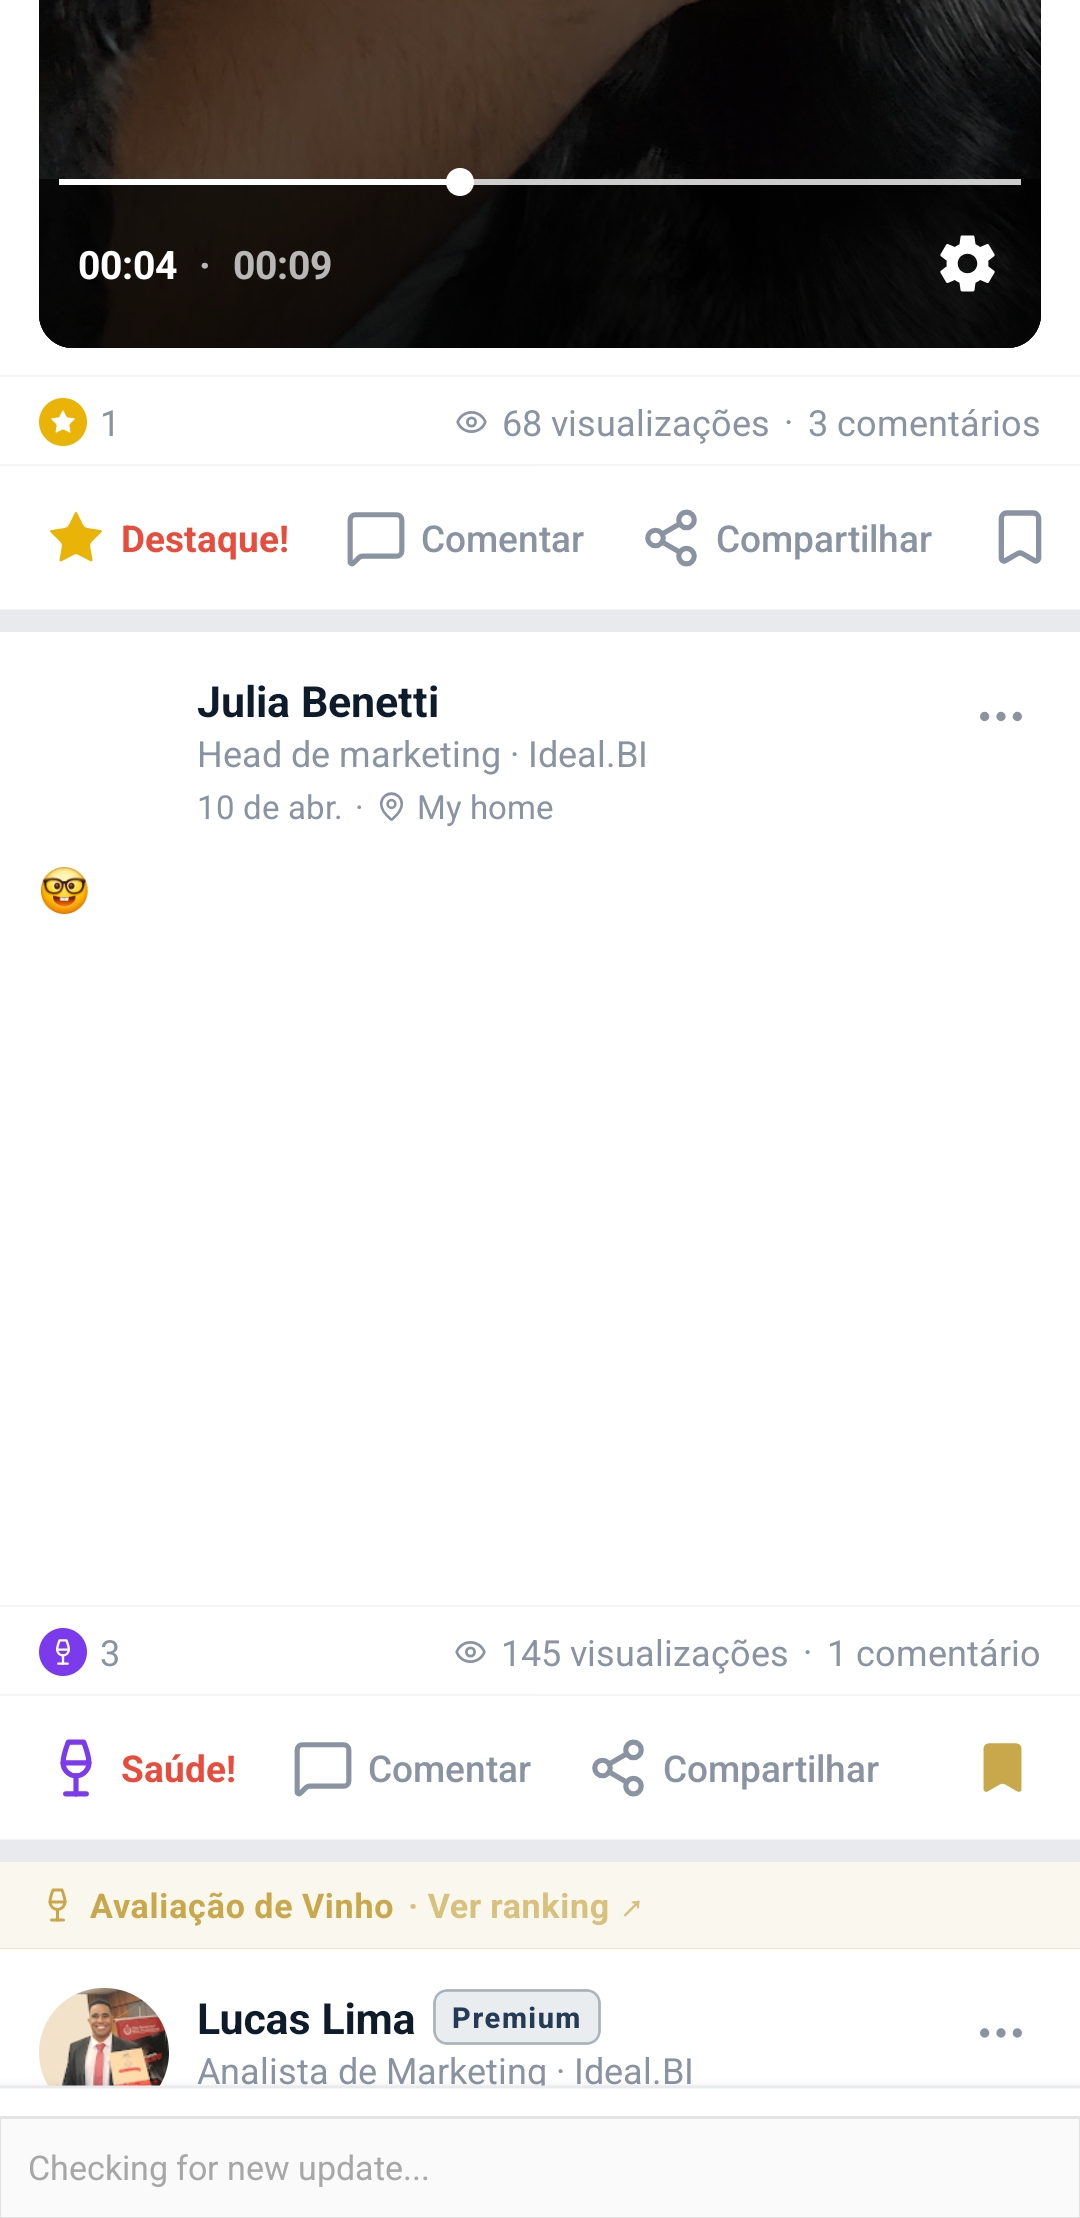 00:04 · 00:09
1
68 visualizações · 3 comentários
Destaque! Comentar Compartilhar
Julia Benetti
Head de marketing · Ideal.BI
10 de abr. · My home
3
145 visualizações · 1 comentário
Saúde! Comentar Compartilhar
Avaliação de Vinho · Ver ranking ↗
Lucas Lima Premium
Analista de Marketing · Ideal.BI
Checking for new update...